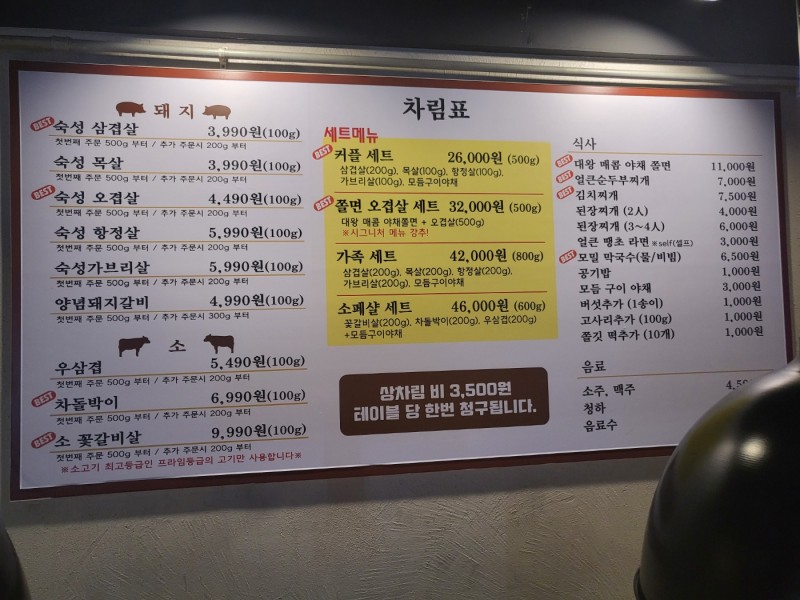 차림표
돼지
BEST 숙성 삼겹살 3,990원(100g)
첫번째 주문 500g 부터 / 추가 주문시 200g 부터
숙성 목살 3,990원(100g)
첫번째 주문 500g 부터 / 추가 주문시 200g 부터
BEST 숙성 오겹살 4,490원(100g)
첫번째 주문 500g 부터 / 추가 주문시 200g 부터
숙성 항정살 5,990원(100g)
첫번째 주문 500g 부터 / 추가 주문시 200g 부터
숙성가브리살 5,990원(100g)
첫번째 주문 500g 부터 / 추가 주문시 200g 부터
양념돼지갈비 4,990원(100g)
첫번째 주문 500g 부터 / 추가 주문시 300g 부터
소
우삼겹 5,490원(100g)
첫번째 주문 500g 부터 / 추가 주문시 200g 부터
BEST 차돌박이 6,990원(100g)
첫번째 주문 500g 부터 / 추가 주문시 200g 부터
BEST 소 꽃갈비살 9,990원(100g)
첫번째 주문 500g 부터 / 추가 주문시 200g 부터
※소고기 최고등급인 프라임등급의 고기만 사용합니다※
세트메뉴
BEST 커플 세트 26,000원 (500g)
삼겹살(200g), 목살(100g), 항정살(100g),
가브리살(100g), 모듬구이야채
BEST 쫄면 오겹살 세트 32,000원 (500g)
대왕 매콤 야채쫄면 + 오겹살(500g)
※시그니처 메뉴 강추!
가족 세트 42,000원 (800g)
삼겹살(200g), 목살(200g), 항정살(200g),
가브리살(200g), 모듬구이야채
소페샬 세트 46,000원 (600g)
꽃갈비살(200g), 차돌박이(200g), 우삼겹(200g)
+모듬구이야채
상차림 비 3,500원
테이블 당 한번 청구됩니다.
식사
BEST 대왕 매콤 야채 쫄면 11,000원
BEST 얼큰순두부찌개 7,000원
BEST 김치찌개 7,500원
된장찌개 (2人) 4,000원
된장찌개 (3~4人) 6,000원
얼큰 땡초 라면 ※self(셀프) 3,000원
BEST 모밀 막국수(물/비빔) 6,500원
공기밥 1,000원
모듬 구이 야채 3,000원
버섯추가 (1송이) 1,000원
고사리추가 (100g) 1,000원
쫄깃 떡추가 (10개) 1,000원
음료
소주, 맥주
청하
음료수